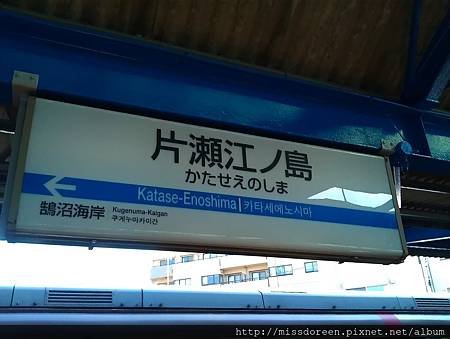 片瀬江ノ島
かたせえのしま
Katase-Enoshima | 카타세에노시마
鵠沼海岸
Kugenuma-Kaigan
쿠게누마카이간
http://missdoreen.pixnet.net/album